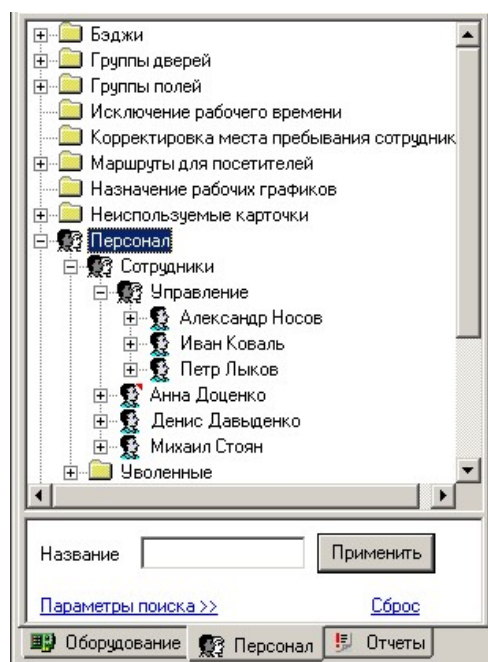 Бэджи
Группы дверей
Группы полей
Исключение рабочего времени
Корректировка места пребывания сотрудник
Маршруты для посетителей
Назначение рабочих графиков
Неиспользуемые карточки
Персонал
Сотрудники
Управление
Александр Носов
Иван Коваль
Петр Лыков
Анна Доценко
Денис Давыденко
Михаил Стоян
Уволенные
Название Применить
Параметры поиска >> Сброс
Оборудование Персонал Отчеты